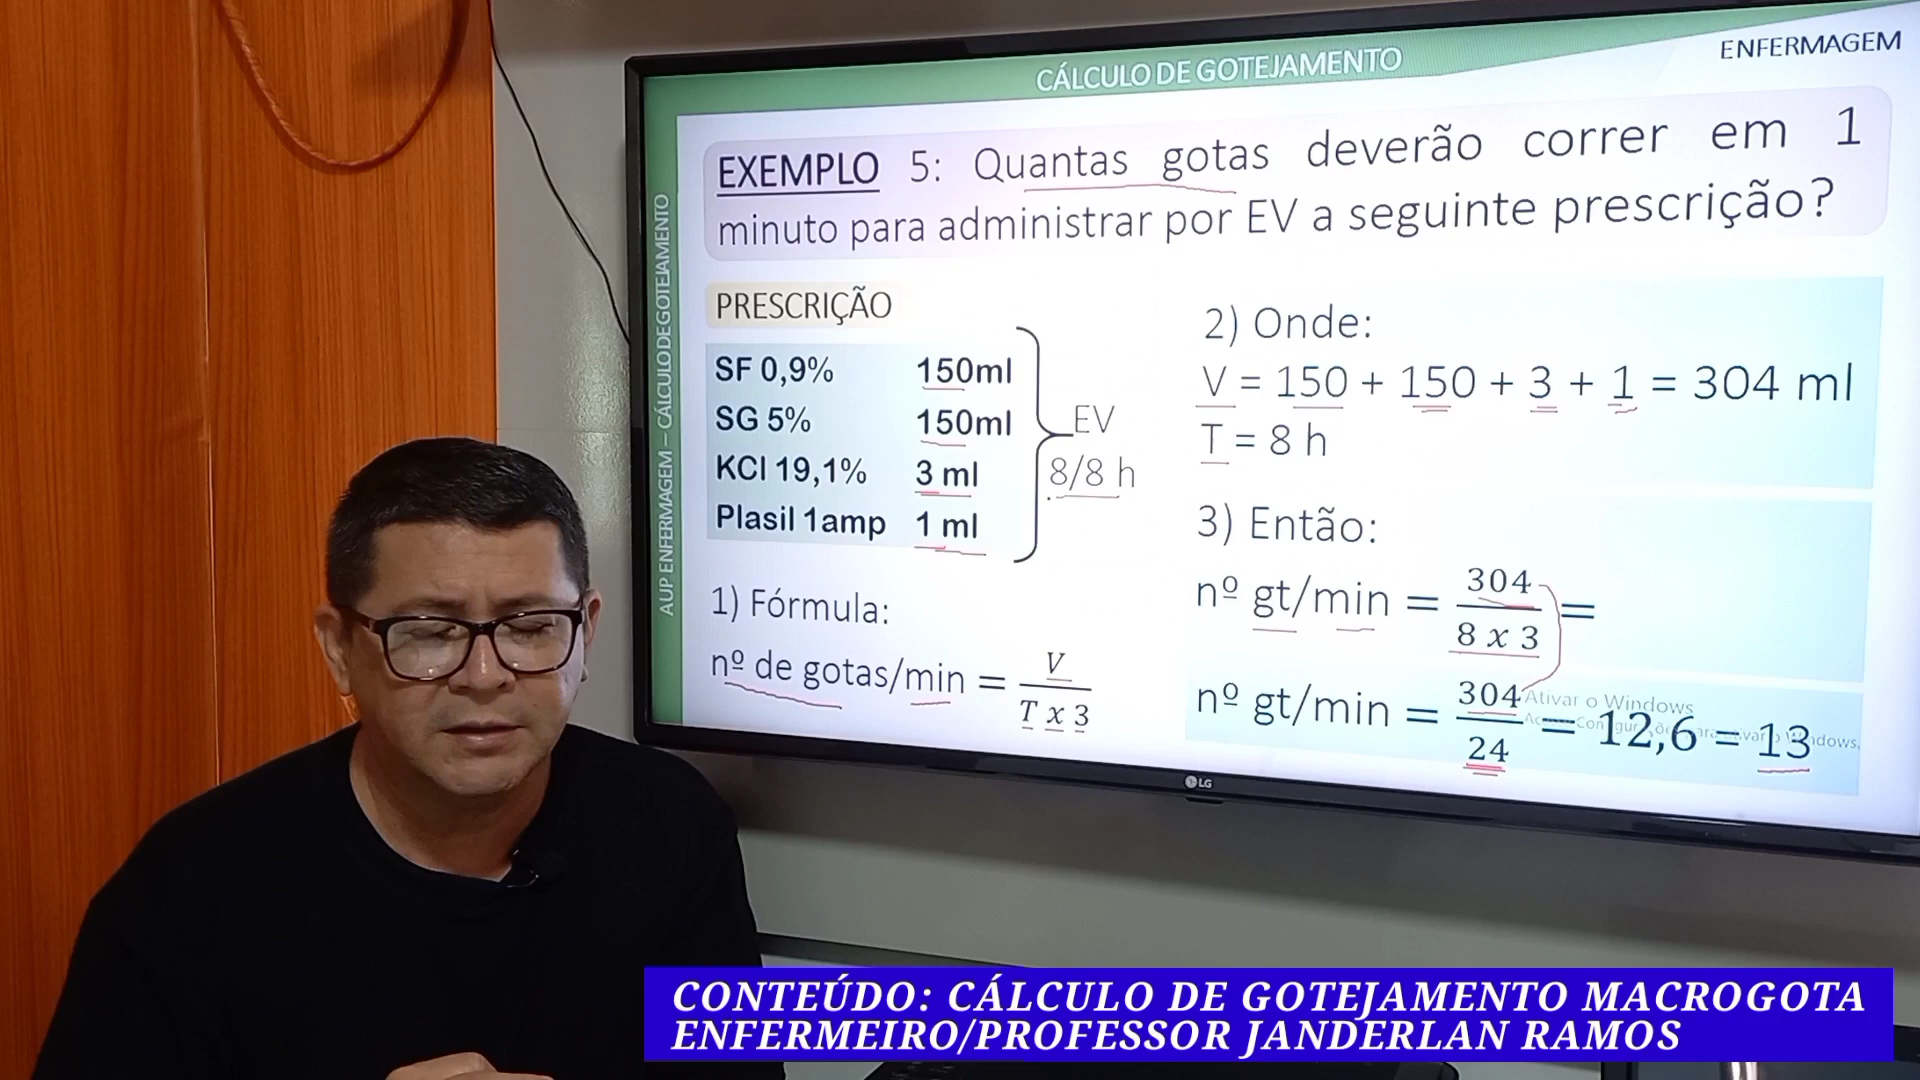 CÁLCULO DE GOTEJAMENTO
ENFERMAGEM
AUP ENFERMAGEM – CÁLCULO DE GOTEJAMENTO
EXEMPLO 5: Quantas gotas deverão correr em 1
minuto para administrar por EV a seguinte prescrição?
PRESCRIÇÃO
SF 0,9% 150ml
SG 5% 150ml
KCl 19,1% 3 ml
Plasil 1amp 1 ml
EV
8/8 h
1) Fórmula:
nº de gotas/min = V / T x 3
2) Onde:
V = 150 + 150 + 3 + 1 = 304 ml
T = 8 h
3) Então:
nº gt/min = 304 / 8 x 3 =
nº gt/min = 304 / 24 = 12,6 = 13
Ativar o Windows
LG
CONTEÚDO: CÁLCULO DE GOTEJAMENTO MACROGOTA
ENFERMEIRO/PROFESSOR JANDERLAN RAMOS